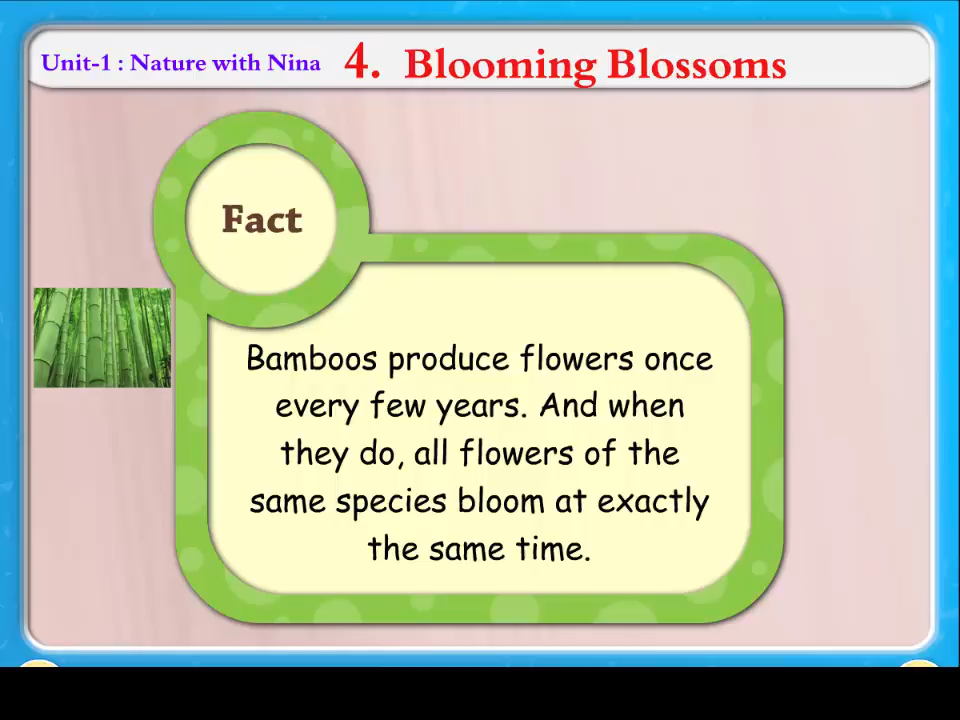 Unit-1 : Nature with Nina 4. Blooming Blossoms
Fact
Bamboos produce flowers once
every few years. And when
they do, all flowers of the
same species bloom at exactly
the same time.